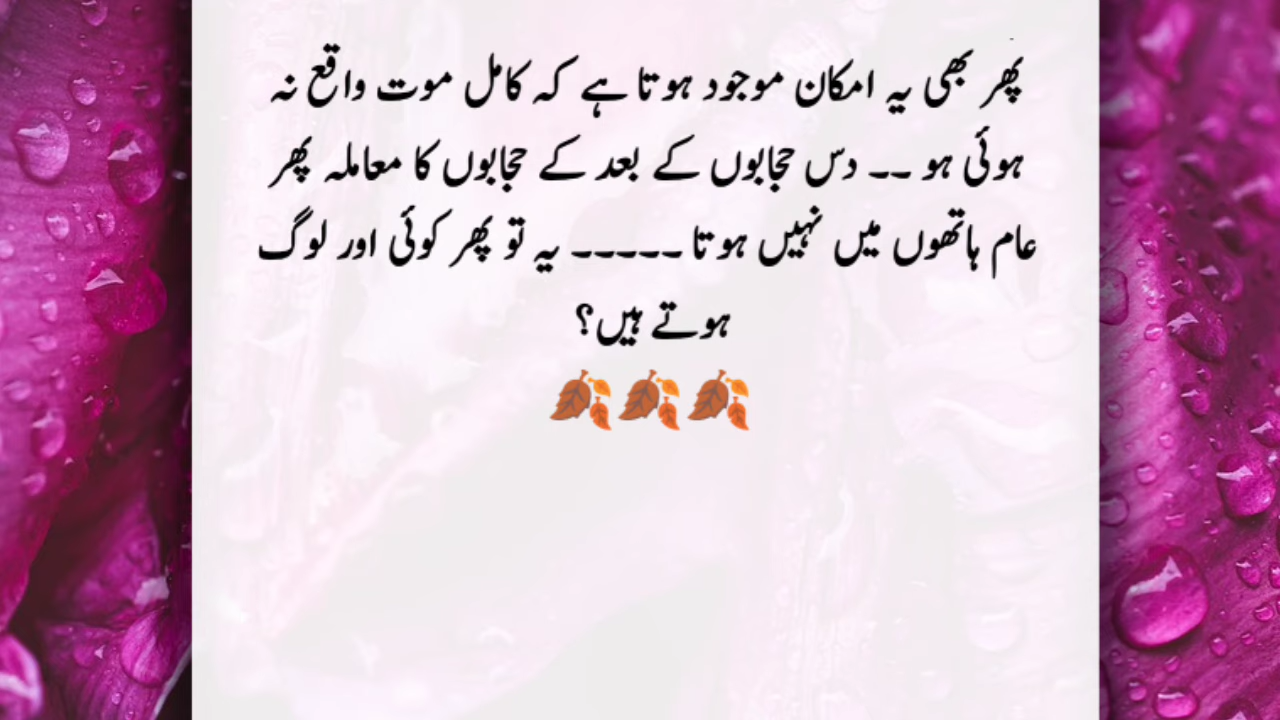 پھر بھی یہ امکان موجود ہوتا ہے کہ کامل موت واقع نہ
ہوئی ہو ۔۔ دس حجابوں کے بعد کے حجابوں کا معاملہ پھر
عام ہاتھوں میں نہیں ہوتا ۔۔۔۔۔ یہ تو پھر کوئی اور لوگ
ہوتے ہیں؟
🍂🍂🍂